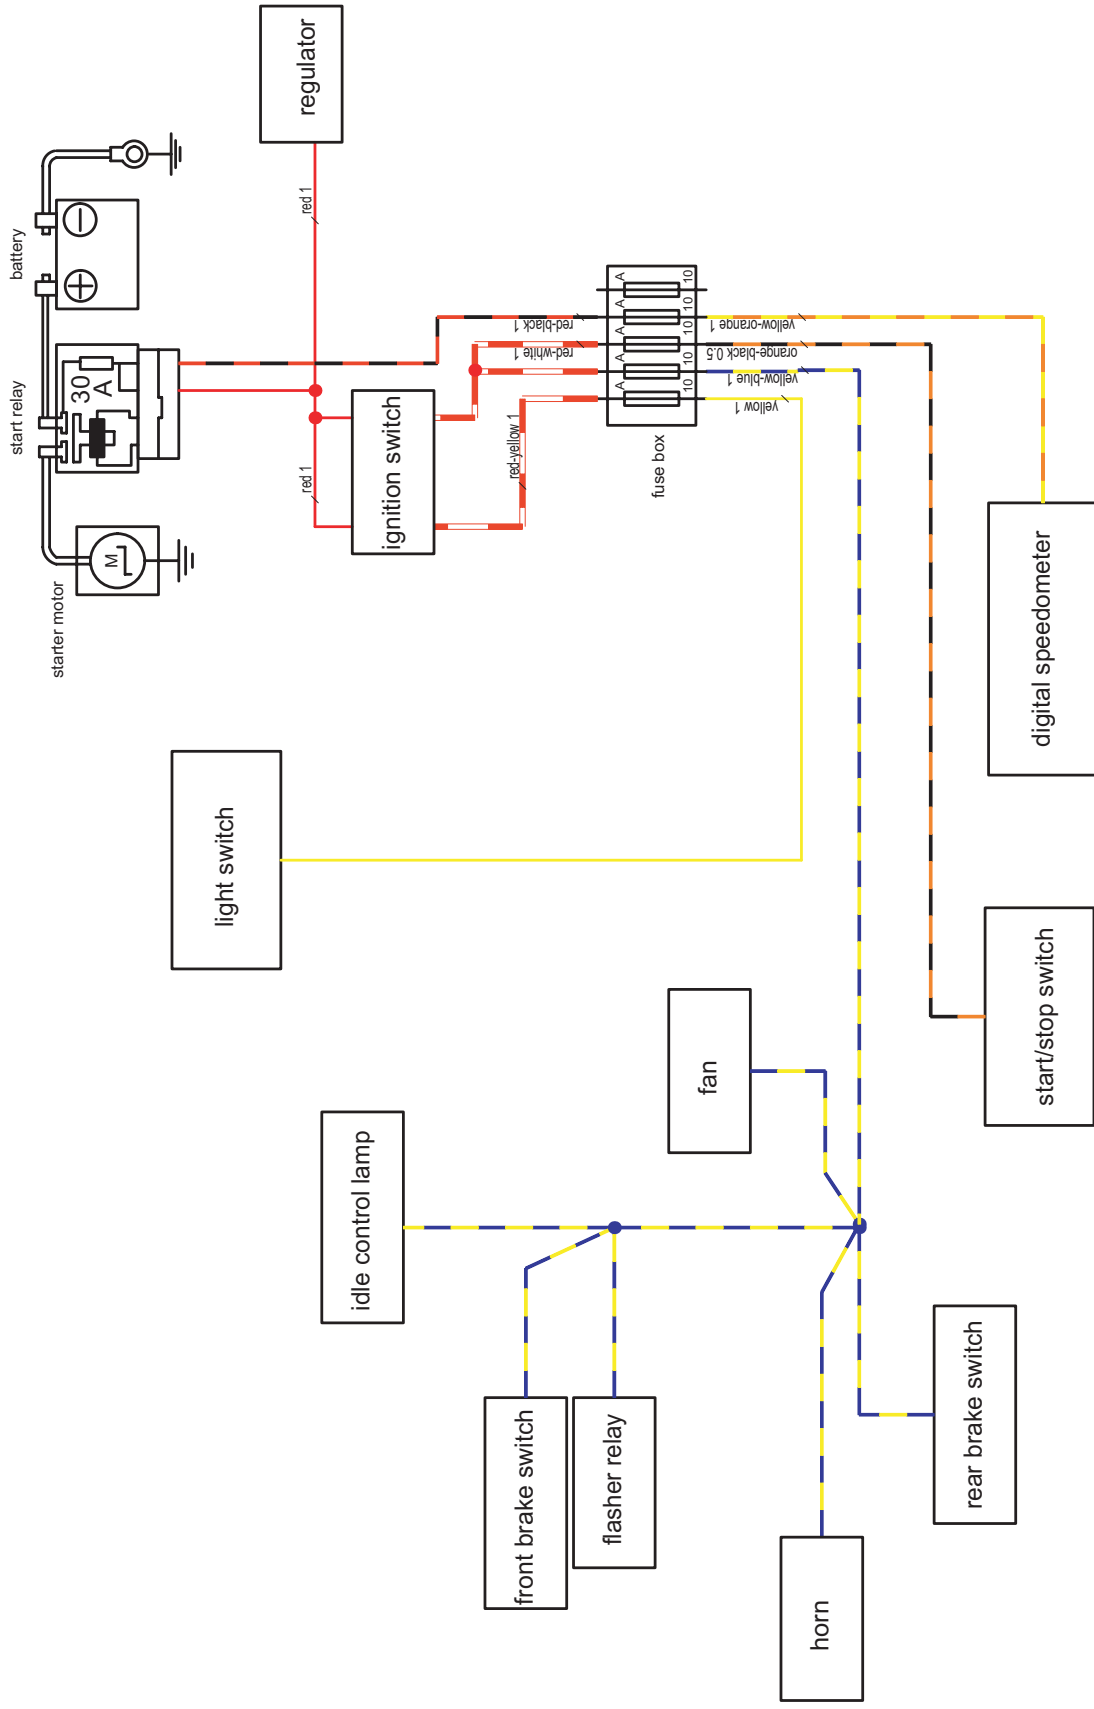 battery
start relay
starter motor
30
A
M
regulator
red 1
red 1
ignition switch
red-black 1
red-white 1
red-yellow 1
A
A
A
A
A
10
10
10
10
10
fuse box
yellow-orange 1
orange-black 0.5
yellow-blue 1
yellow 1
light switch
digital speedometer
start/stop switch
fan
idle control lamp
front brake switch
flasher relay
rear brake switch
horn